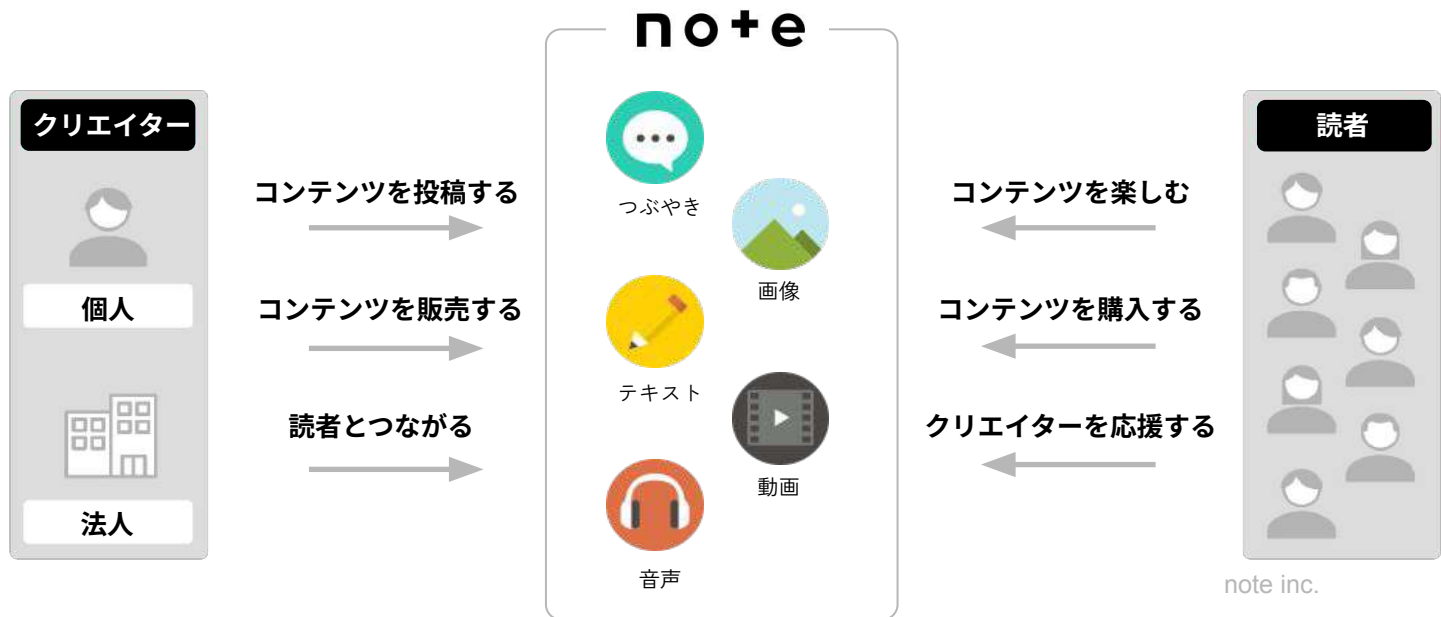 note
クリエイター
個人
法人
コンテンツを投稿する
コンテンツを販売する
読者とつながる
つぶやき
画像
テキスト
動画
音声
コンテンツを楽しむ
コンテンツを購入する
クリエイターを応援する
読者
note inc.